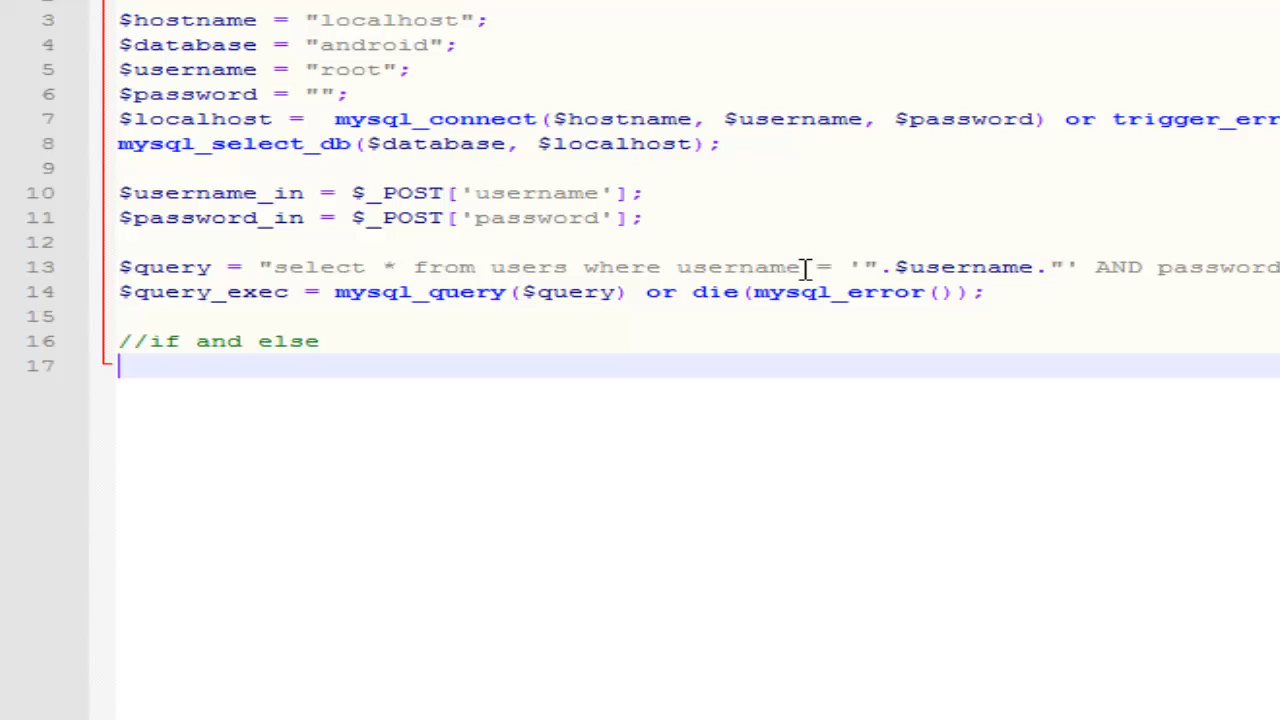 3 $hostname = "localhost";
4 $database = "android";
5 $username = "root";
6 $password = "";
7 $localhost =  mysql_connect($hostname, $username, $password) or trigger_err
8 mysql_select_db($database, $localhost);
9
10 $username_in = $_POST['username'];
11 $password_in = $_POST['password'];
12
13 $query = "select * from users where username = '".$username."' AND password
14 $query_exec = mysql_query($query) or die(mysql_error());
15
16 //if and else
17